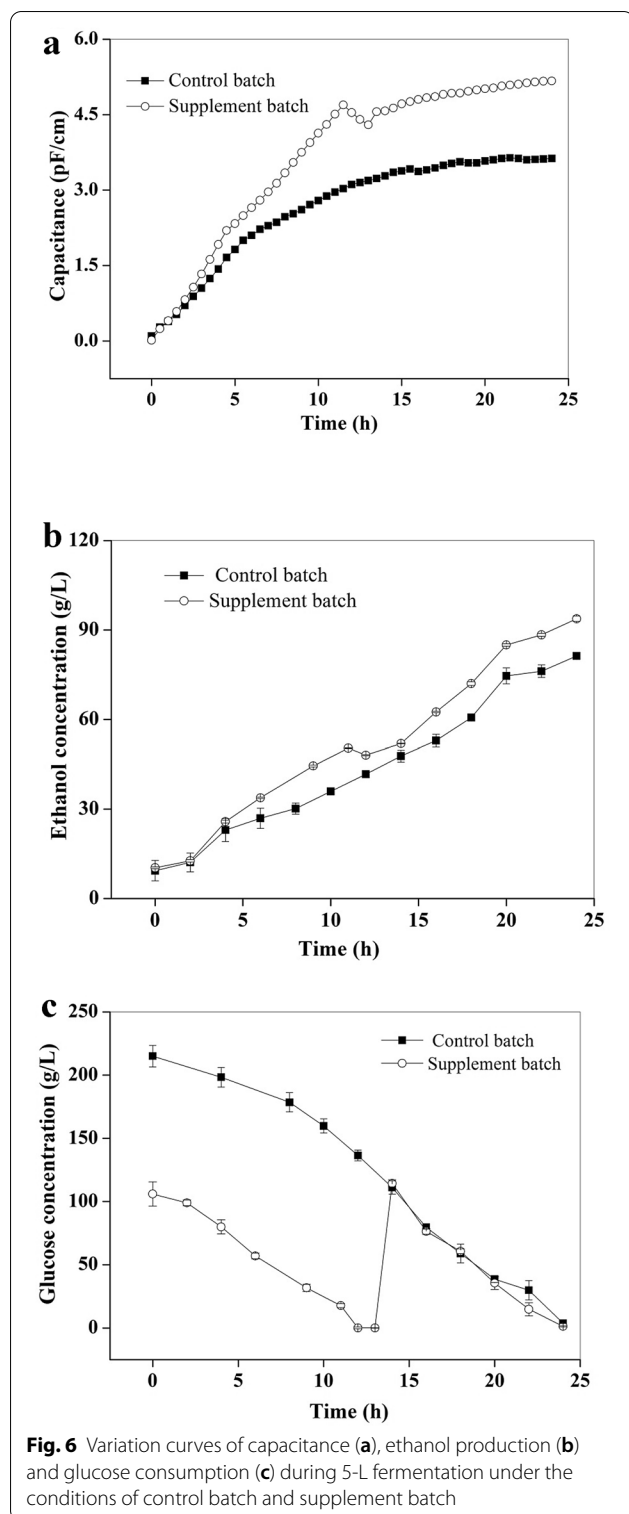 a
6.0
4.5
3.0
1.5
0.0
Capacitance (pF/cm)
Control batch
Supplement batch
0 5 10 15 20 25
Time (h)
b
120
90
60
30
0
Ethanol concentration (g/L)
Control batch
Supplement batch
0 5 10 15 20 25
Time (h)
c
250
200
150
100
50
0
Glucose concentration (g/L)
Control batch
Supplement batch
0 5 10 15 20 25
Time (h)
Fig. 6 Variation curves of capacitance (a), ethanol production (b)
and glucose consumption (c) during 5-L fermentation under the
conditions of control batch and supplement batch